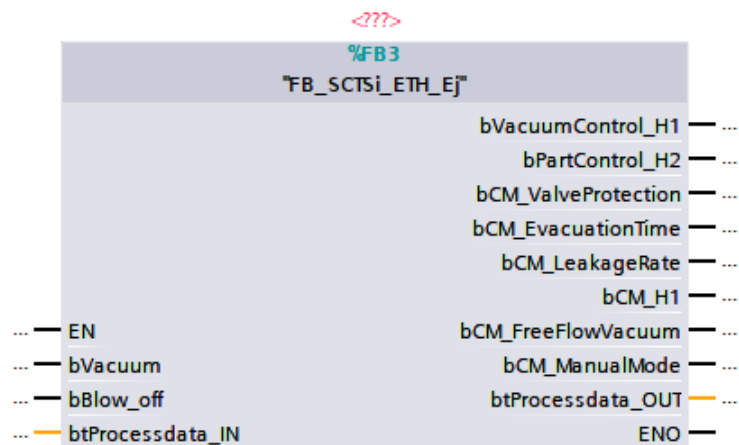 <???>
%FB3
"FB_SCTSi_ETH_Ej"
bVacuumControl_H1 ...
bPartControl_H2 ...
bCM_ValveProtection ...
bCM_EvacuationTime ...
bCM_LeakageRate ...
bCM_H1 ...
... EN bCM_FreeFlowVacuum ...
... bVacuum bCM_ManualMode ...
... bBlow_off btProcessdata_OUT ...
... btProcessdata_IN ENO